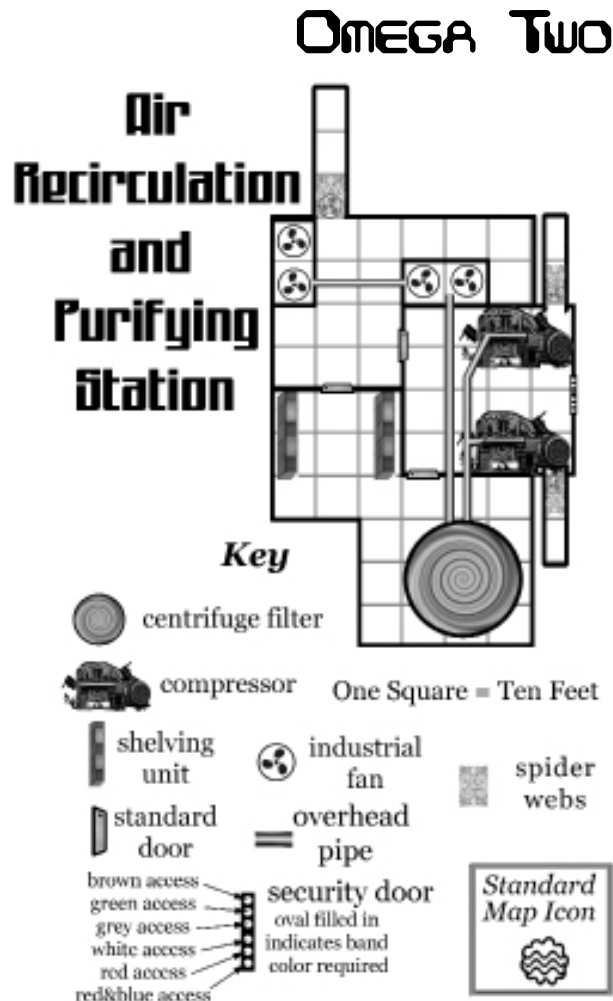 OMEGA TWO
Air
Recirculation
and
Purifying
Station
Key
centrifuge filter
compressor
One Square = Ten Feet
shelving
unit
industrial
fan
spider
webs
standard
door
overhead
pipe
brown access
green access
grey access
white access
red access
red&blue access
security door
oval filled in
indicates band
color required
Standard
Map Icon